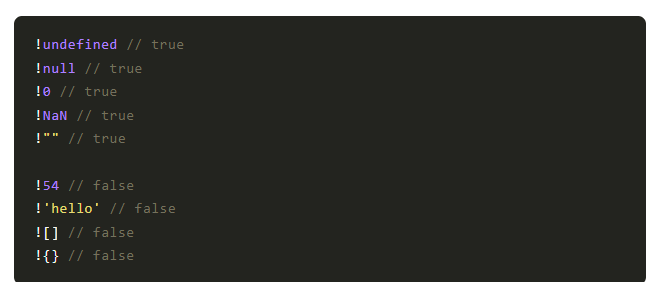 !undefined // true
!null // true
!0 // true
!NaN // true
!"" // true

!54 // false
!'hello' // false
![] // false
!{} // false